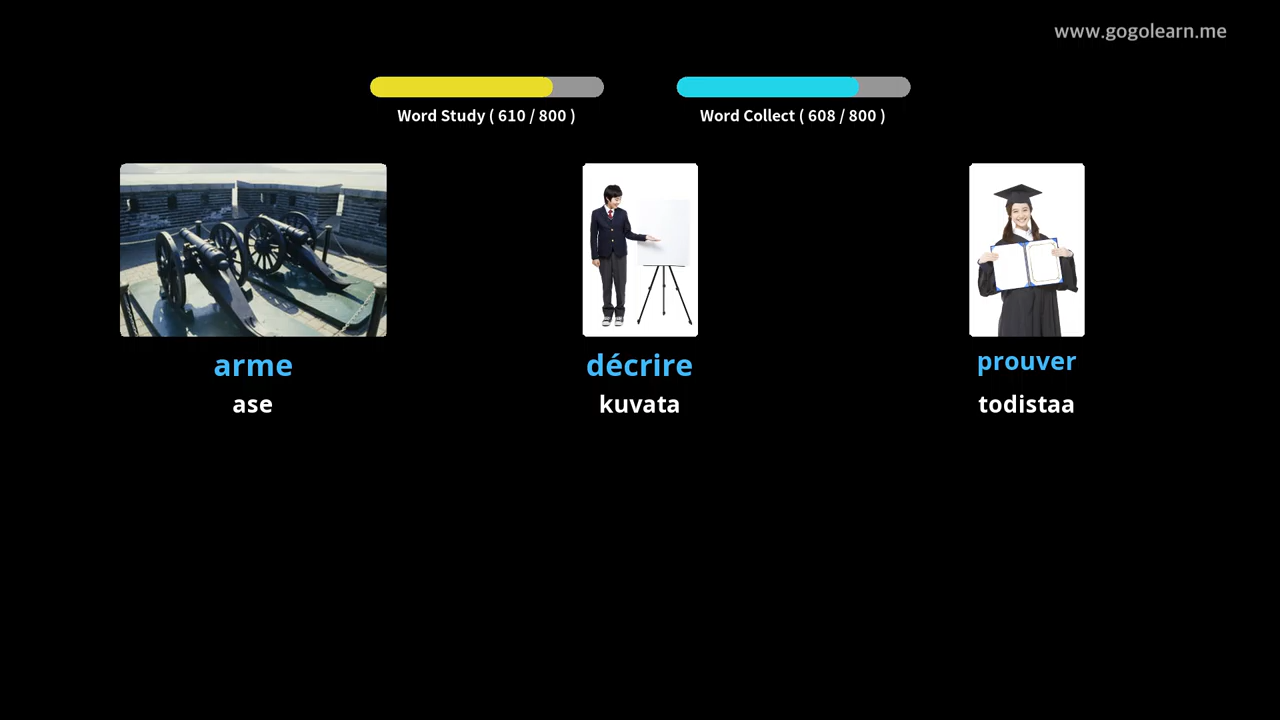 www.gogolearn.me
Word Study ( 610 / 800 )
Word Collect ( 608 / 800 )
arme
décrire
prouver
ase
kuvata
todistaa